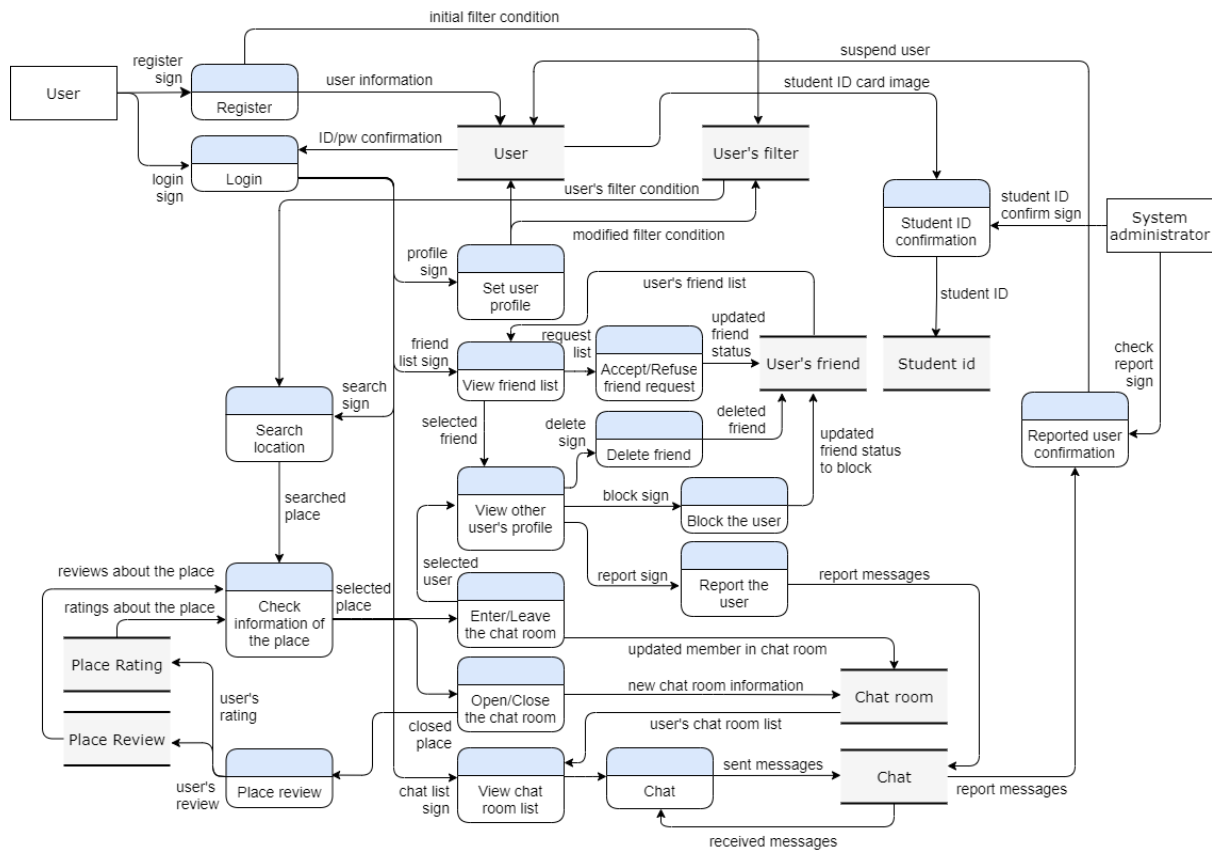 initial filter condition
suspend user
register
sign
User
Register
user information
student ID card image
ID/pw confirmation
User
User's filter
Login
login
sign
user's filter condition
Student ID
confirmation
student ID
confirm sign
System
administrator
modified filter condition
profile
sign
Set user
profile
user's friend list
student ID
friend
list sign
request
list
updated
friend
status
View friend list
Accept/Refuse
friend request
User's friend
Student id
check
report
sign
search
sign
Search
location
selected
friend
delete
sign
Delete friend
deleted
friend
updated
friend status
to block
Reported user
confirmation
searched
place
View other
user's profile
block sign
Block the user
reviews about the place
selected
place
selected
user
report sign
Report the
user
report messages
ratings about the place
Check
information of
the place
Enter/Leave
the chat room
updated member in chat room
Place Rating
user's
rating
Open/Close
the chat room
new chat room information
Chat room
Place Review
closed
place
user's chat room list
user's
review
Place review
chat list
sign
View chat
room list
Chat
sent messages
Chat
report messages
received messages